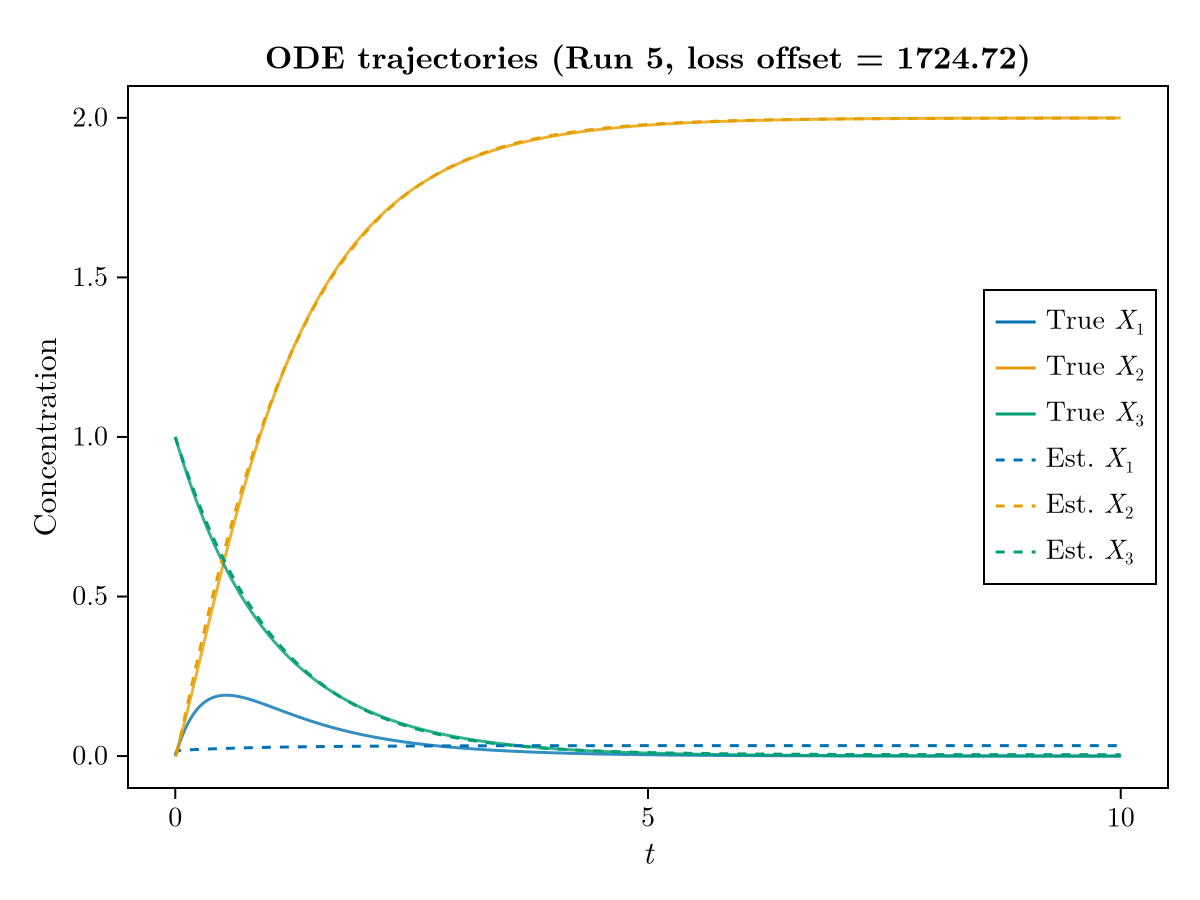 ODE trajectories (Run 5, loss offset = 1724.72)
2.0
1.5
1.0
0.5
0.0
Concentration
0
5
10
t
True X₁
True X₂
True X₃
Est. X₁
Est. X₂
Est. X₃